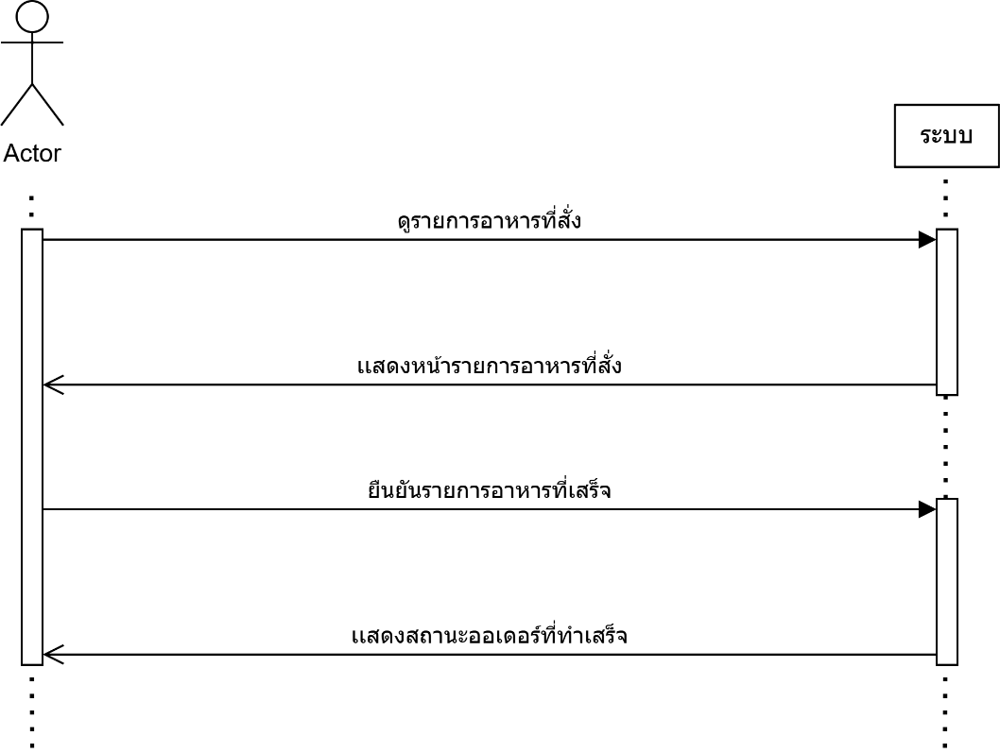 Actor
ระบบ
ดูรายการอาหารที่สั่ง
แสดงหน้ารายการอาหารที่สั่ง
ยืนยันรายการอาหารที่เสร็จ
แสดงสถานะออเดอร์ที่ทำเสร็จ